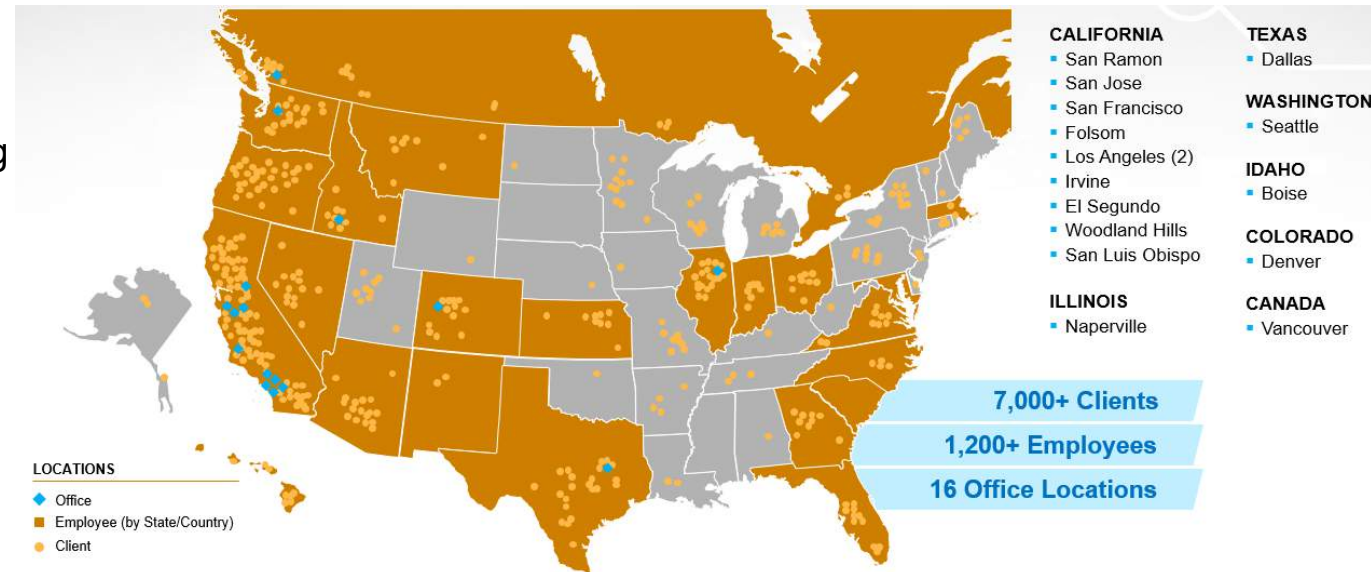 g
LOCATIONS
Office
Employee (by State/Country)
Client
CALIFORNIA
▪ San Ramon
▪ San Jose
▪ San Francisco
▪ Folsom
▪ Los Angeles (2)
▪ Irvine
▪ El Segundo
▪ Woodland Hills
▪ San Luis Obispo
ILLINOIS
▪ Naperville
TEXAS
▪ Dallas
WASHINGTON
▪ Seattle
IDAHO
▪ Boise
COLORADO
▪ Denver
CANADA
▪ Vancouver
7,000+ Clients
1,200+ Employees
16 Office Locations